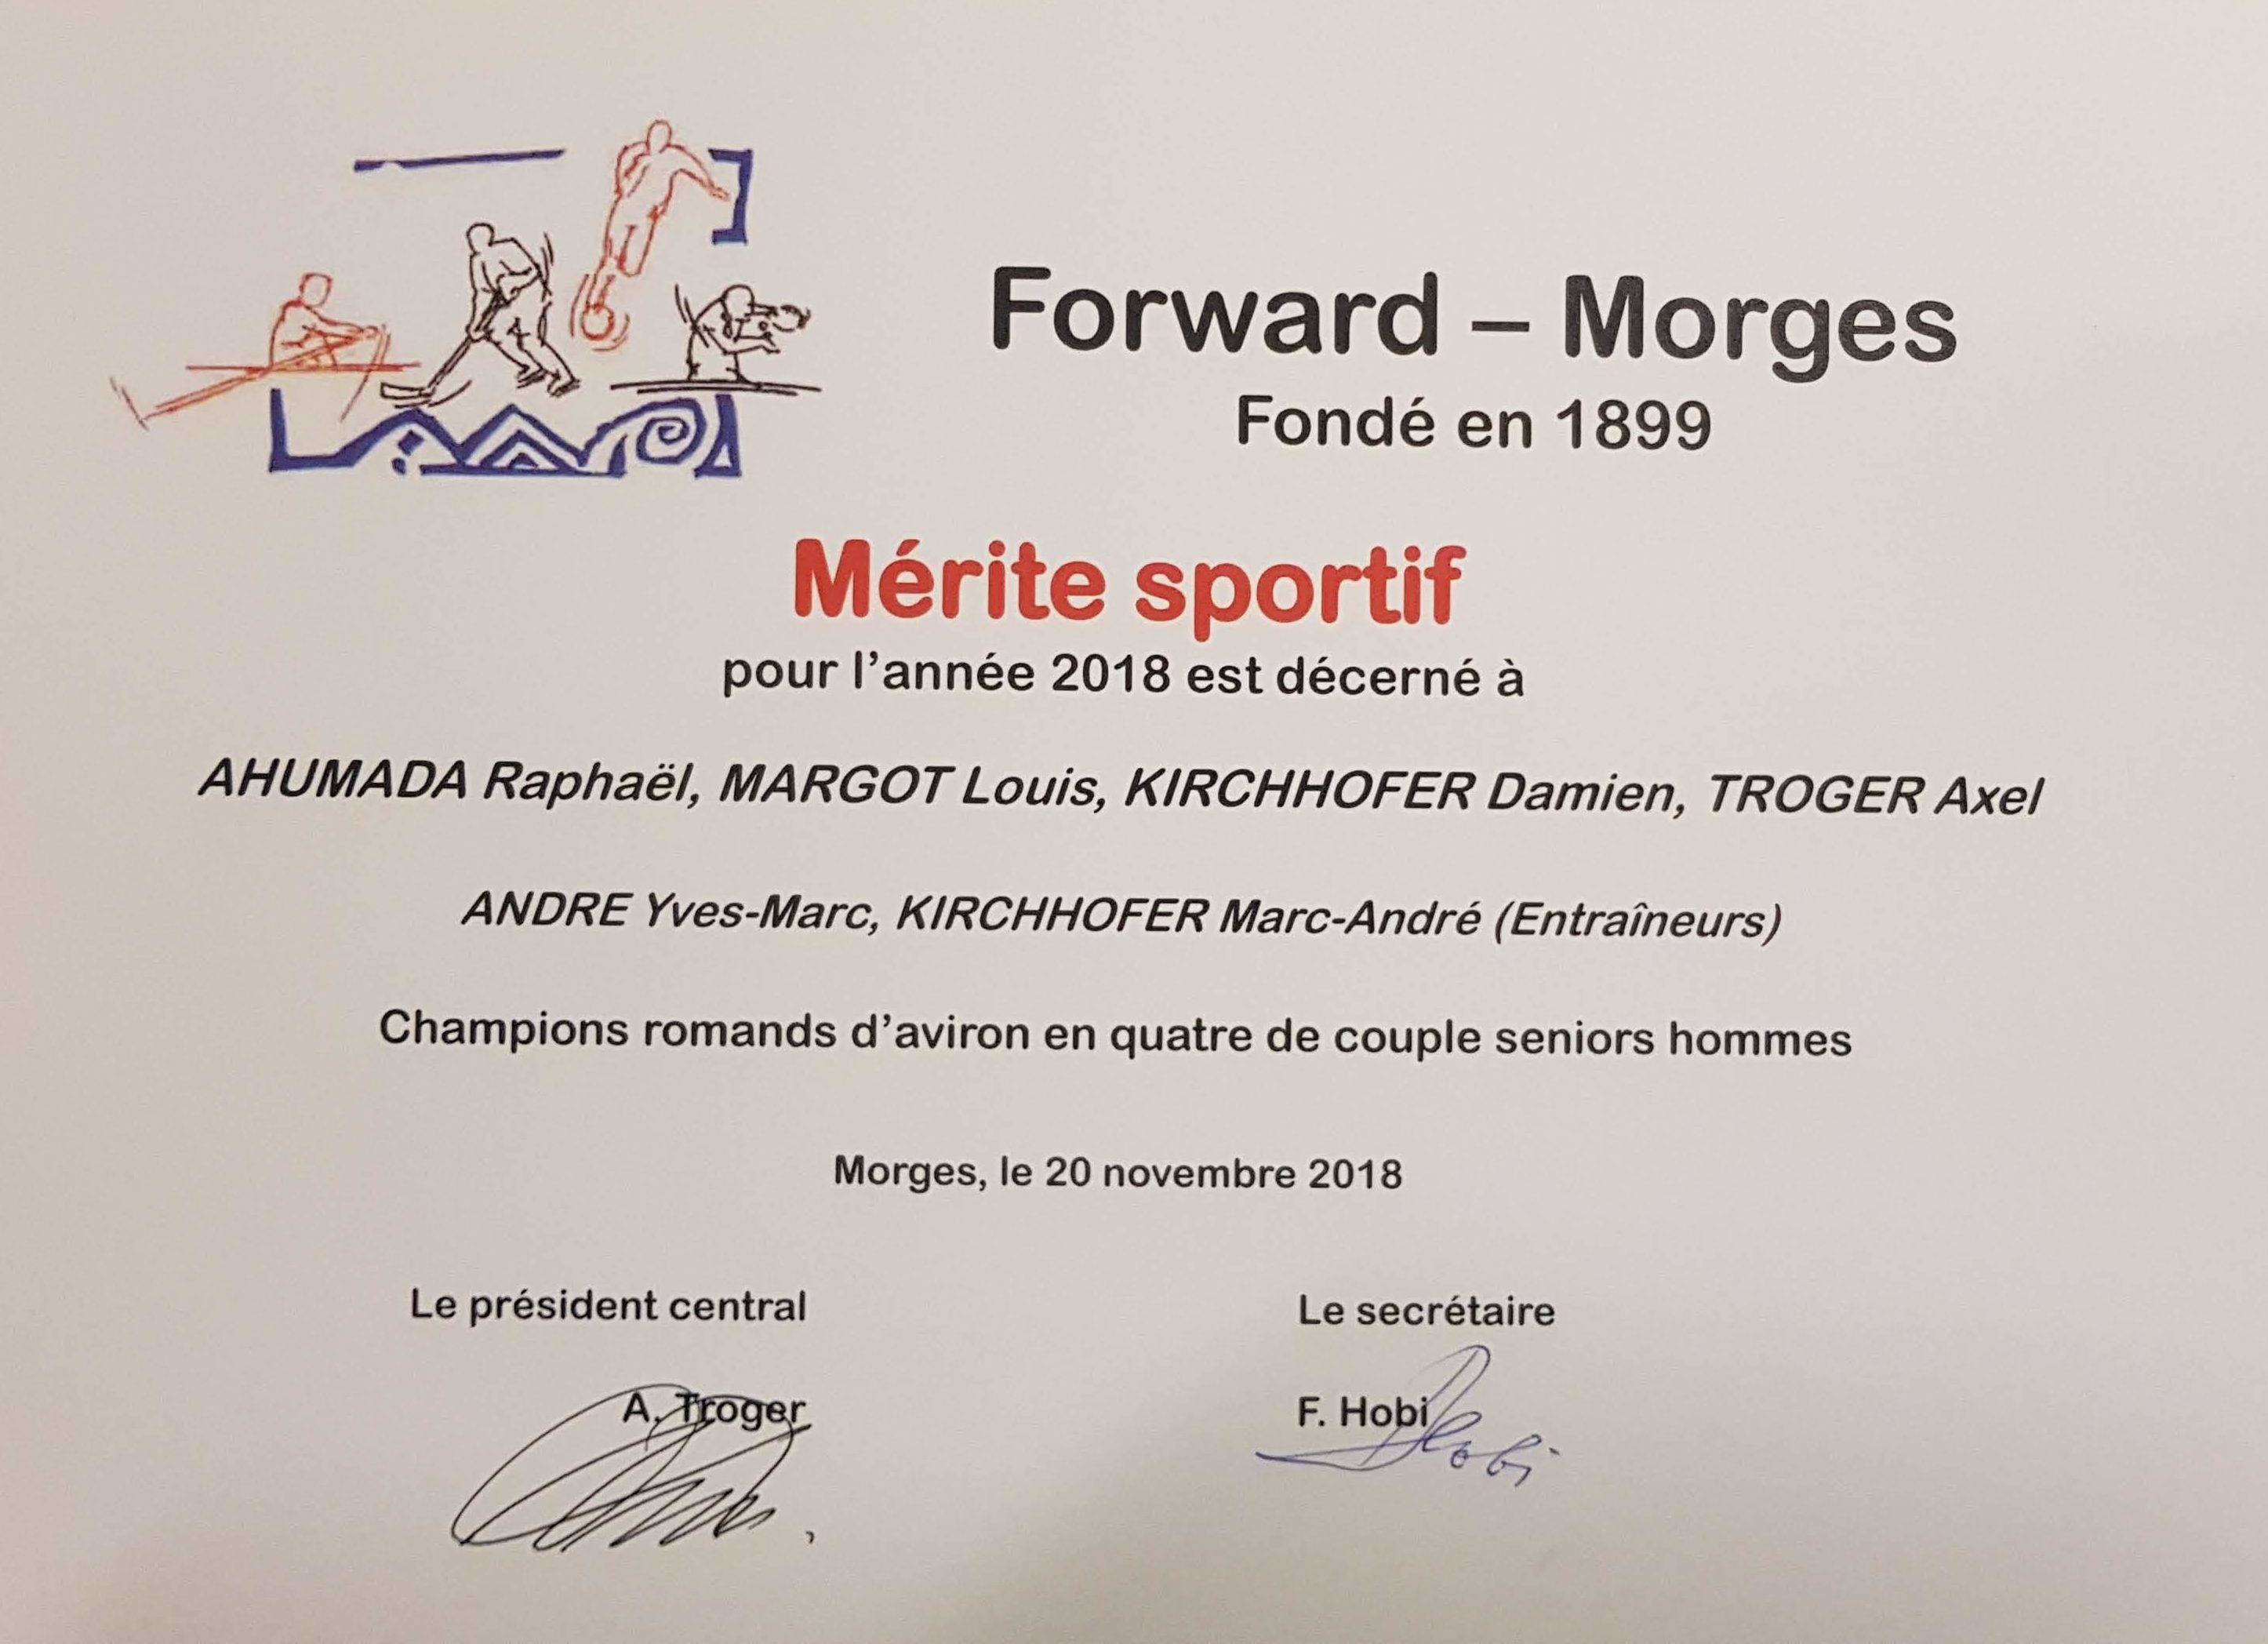 Forward – Morges
Fondé en 1899
Mérite sportif
pour l'année 2018 est décerné à
AHUMADA Raphaël, MARGOT Louis, KIRCHHOFER Damien, TROGER Axel
ANDRE Yves-Marc, KIRCHHOFER Marc-André (Entraîneurs)
Champions romands d'aviron en quatre de couple seniors hommes
Morges, le 20 novembre 2018
Le président central
Le secrétaire
A. Troger
F. Hobi
Hobi